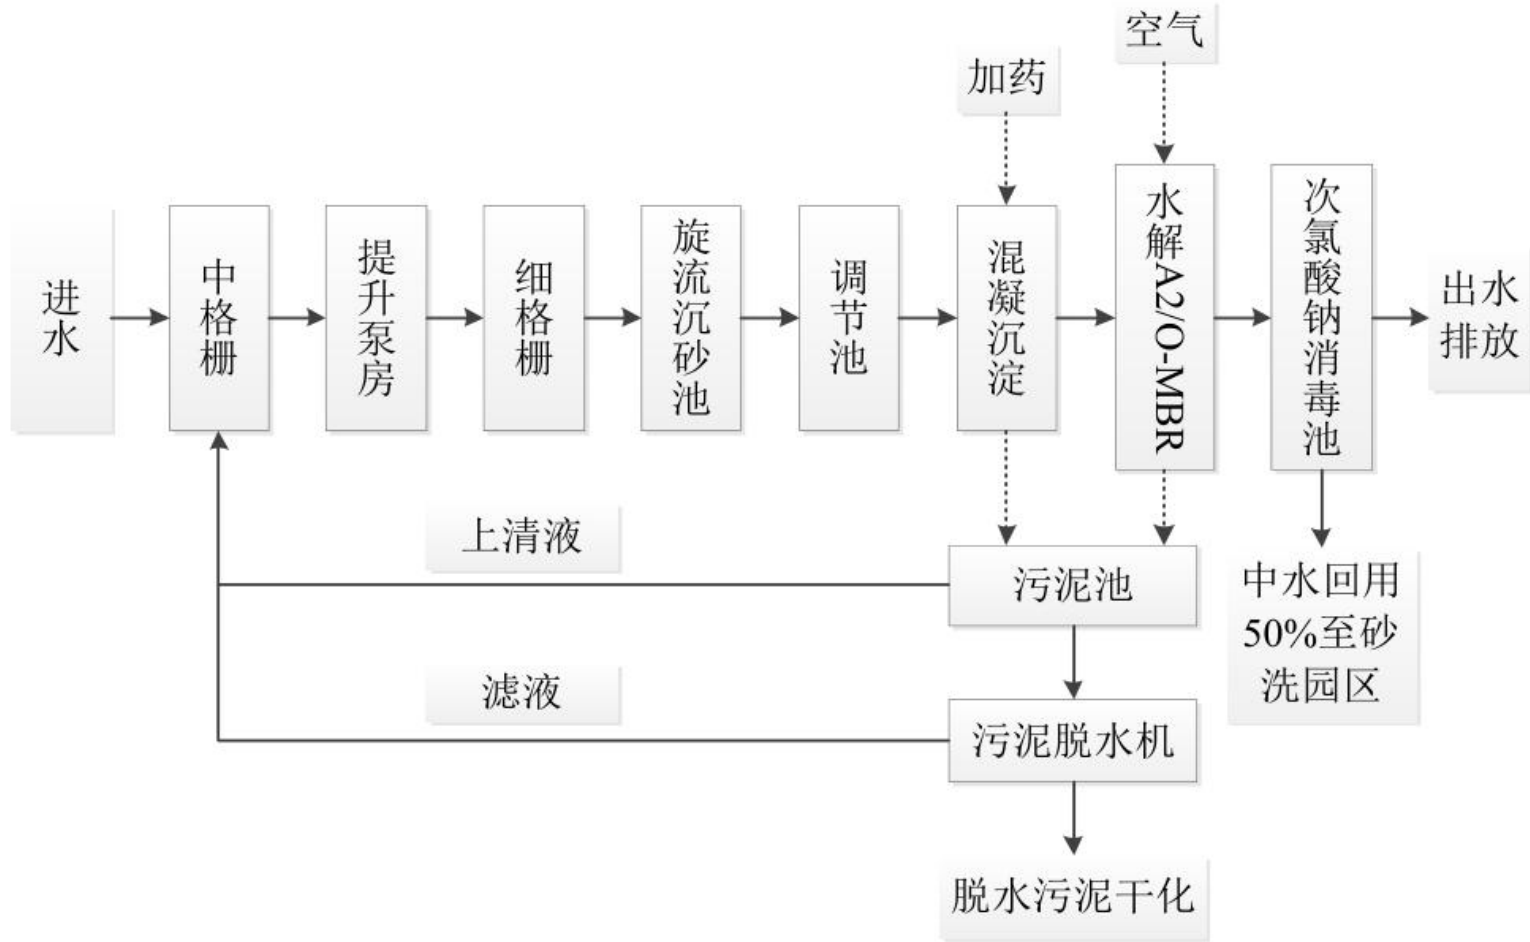 空气
加药
进水
中格栅
提升泵房
细格栅
旋流沉砂池
调节池
混凝沉淀
水解A2/O-MBR
次氯酸钠消毒池
出水
排放
上清液
污泥池
中水回用
50%至砂
洗园区
滤液
污泥脱水机
脱水污泥干化